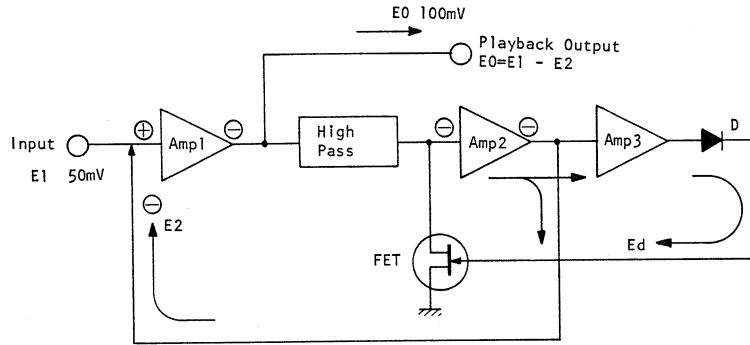 E0 100mV
Playback Output
E0=E1 - E2
Input
E1 50mV
⊕
Amp1
⊖
High
Pass
⊖
Amp2
⊖
Amp3
D
⊖
E2
FET
Ed